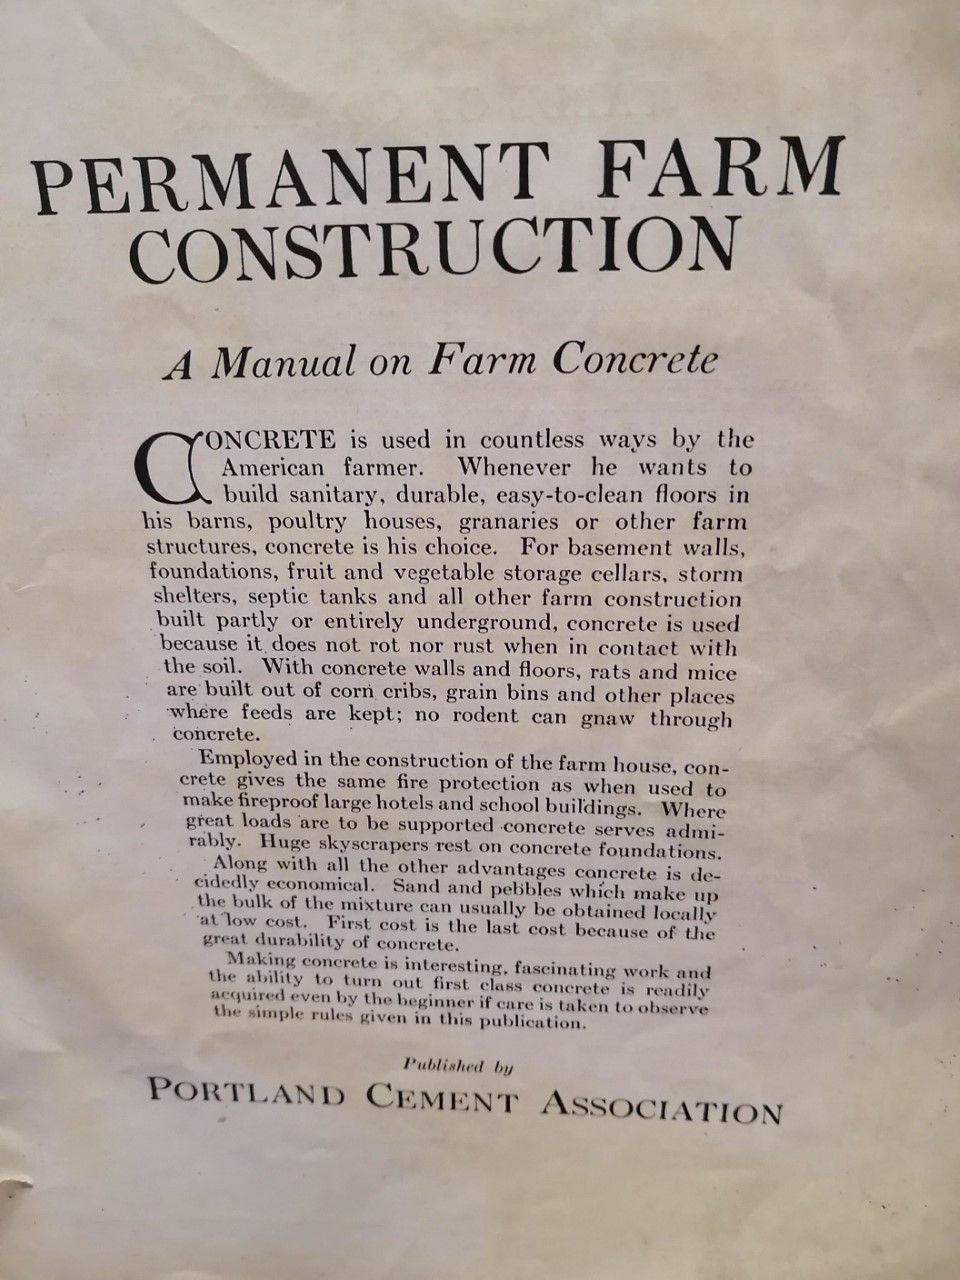 PERMANENT FARM
CONSTRUCTION
A Manual on Farm Concrete
CONCRETE is used in countless ways by the
American farmer. Whenever he wants to
build sanitary, durable, easy-to-clean floors in
his barns, poultry houses, granaries or other farm
structures, concrete is his choice. For basement walls,
foundations, fruit and vegetable storage cellars, storm
shelters, septic tanks and all other farm construction
built partly or entirely underground, concrete is used
because it does not rot nor rust when in contact with
the soil. With concrete walls and floors, rats and mice
are built out of corn cribs, grain bins and other places
where feeds are kept; no rodent can gnaw through
concrete.
Employed in the construction of the farm house, con-
crete gives the same fire protection as when used to
make fireproof large hotels and school buildings. Where
great loads are to be supported concrete serves admi-
rably. Huge skyscrapers rest on concrete foundations.
Along with all the other advantages concrete is de-
cidedly economical. Sand and pebbles which make up
the bulk of the mixture can usually be obtained locally
at low cost. First cost is the last cost because of the
great durability of concrete.
Making concrete is interesting, fascinating work and
the ability to turn out first class concrete is readily
acquired even by the beginner if care is taken to observe
the simple rules given in this publication.
Published by
PORTLAND CEMENT ASSOCIATION